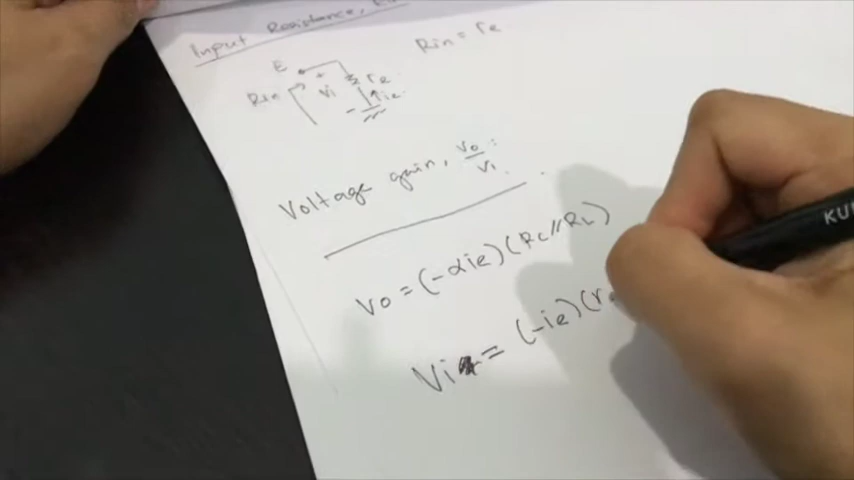 Input Resistance,
Rin = re
E
+
re
Rin
Vi
ie
-
Voltage gain, Vo/Vi :
Vo = (-αie)(RC//RL)
Vi = (-ie)(r
KU